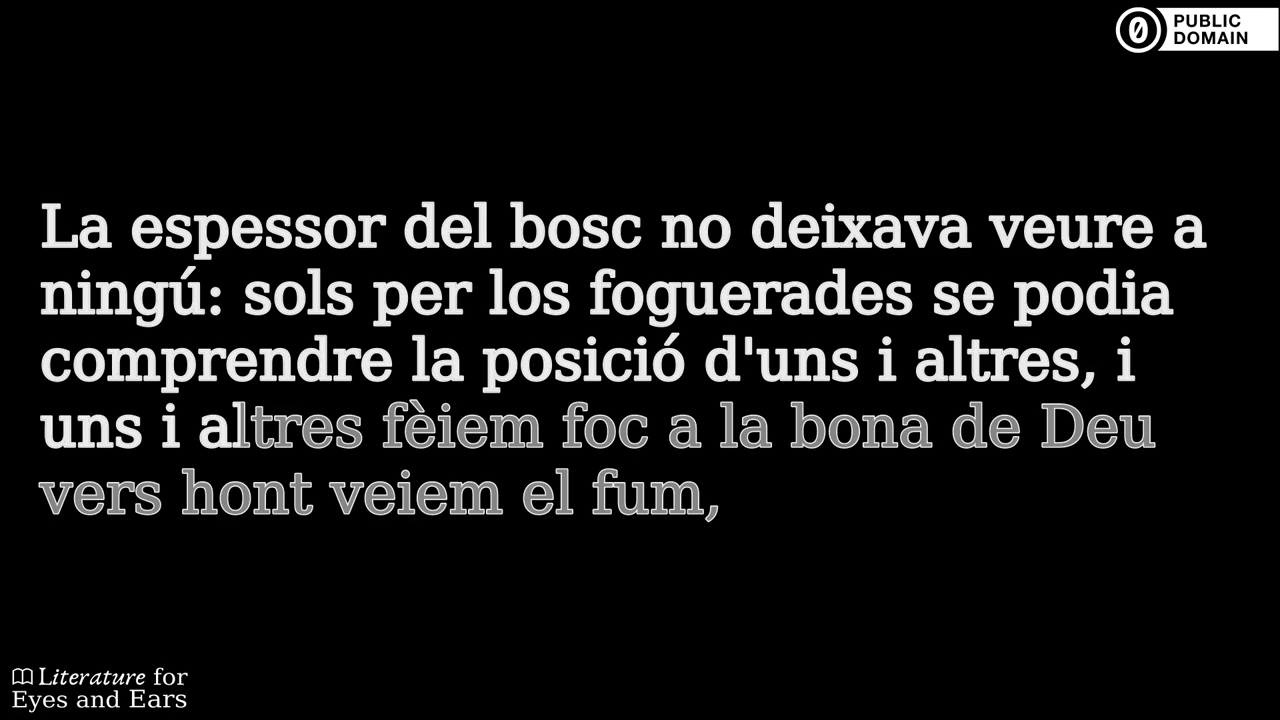 PUBLIC
DOMAIN
La espessor del bosc no deixava veure a
ningú: sols per los foguerades se podia
comprendre la posició d'uns i altres, i
uns i altres fèiem foc a la bona de Deu
vers hont veiem el fum,
Literature for
Eyes and Ears